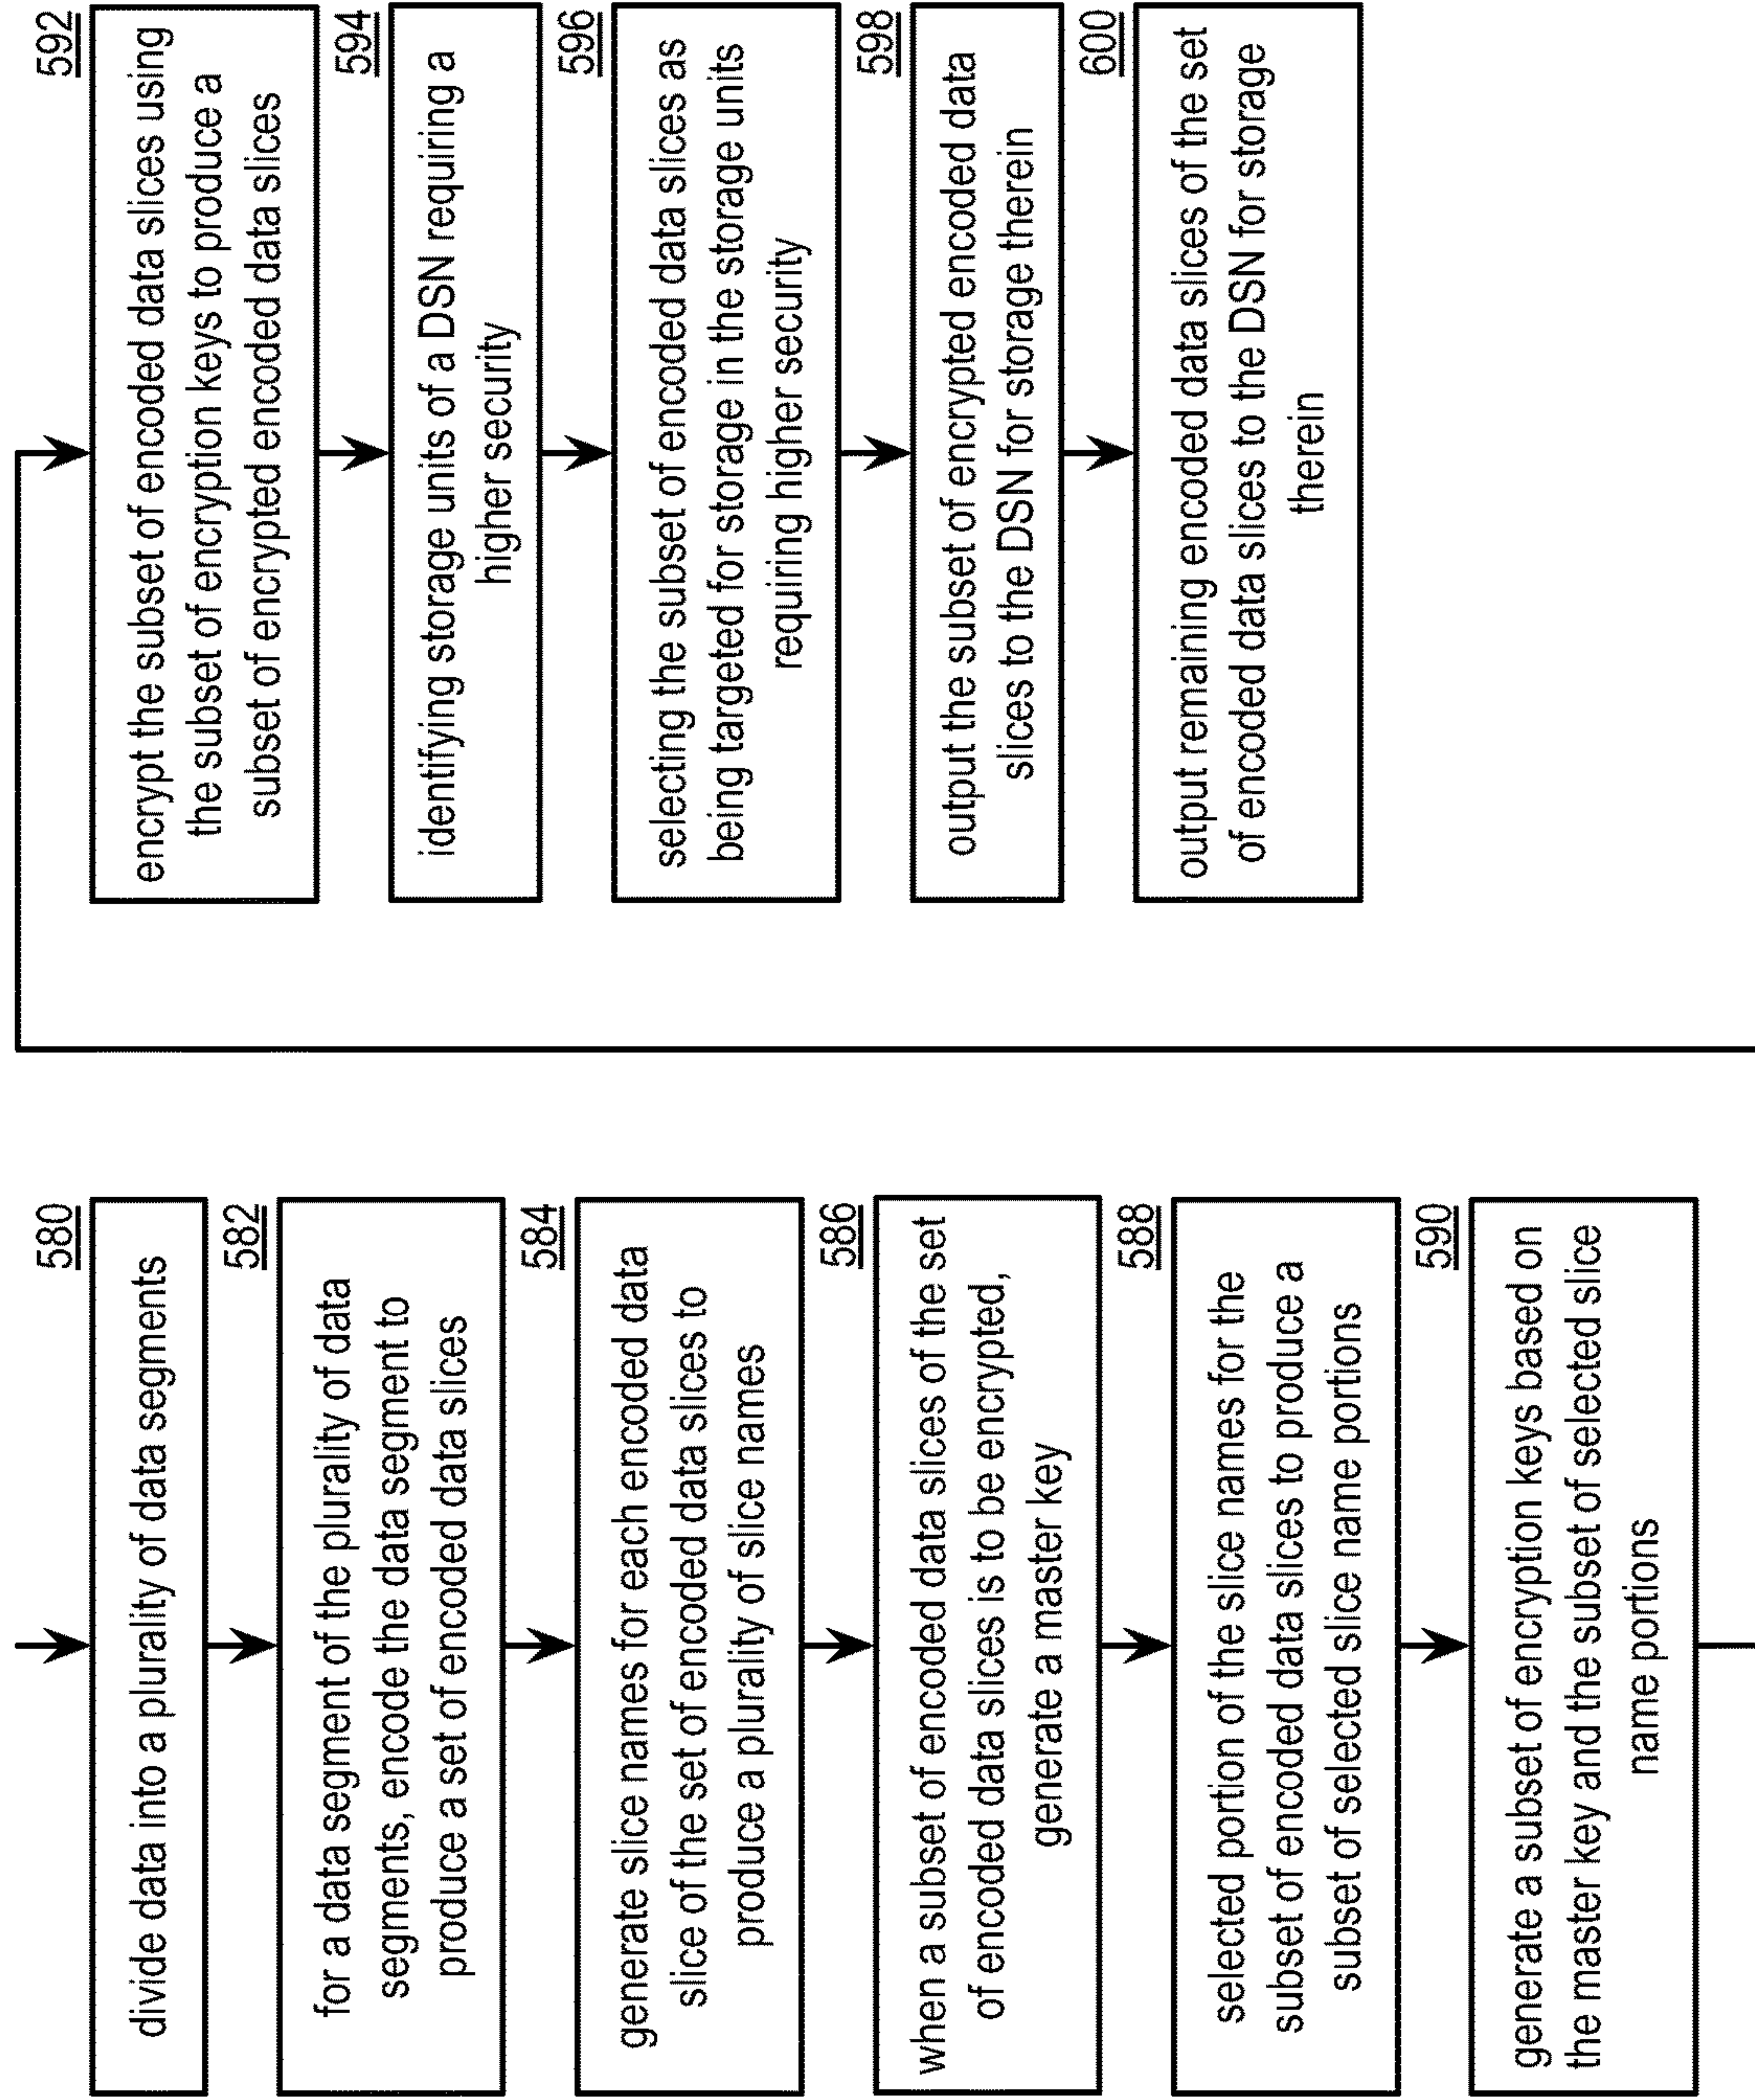 580
divide data into a plurality of data segments
582
for a data segment of the plurality of data
segments, encode the data segment to
produce a set of encoded data slices
584
generate slice names for each encoded data
slice of the set of encoded data slices to
produce a plurality of slice names
586
when a subset of encoded data slices of the set
of encoded data slices is to be encrypted,
generate a master key
588
selected portion of the slice names for the
subset of encoded data slices to produce a
subset of selected slice name portions
590
generate a subset of encryption keys based on
the master key and the subset of selected slice
name portions
592
encrypt the subset of encoded data slices using
the subset of encryption keys to produce a
subset of encrypted encoded data slices
594
identifying storage units of a DSN requiring a
higher security
596
selecting the subset of encoded data slices as
being targeted for storage in the storage units
requiring higher security
598
output the subset of encrypted encoded data
slices to the DSN for storage therein
600
output remaining encoded data slices of the set
of encoded data slices to the DSN for storage
therein